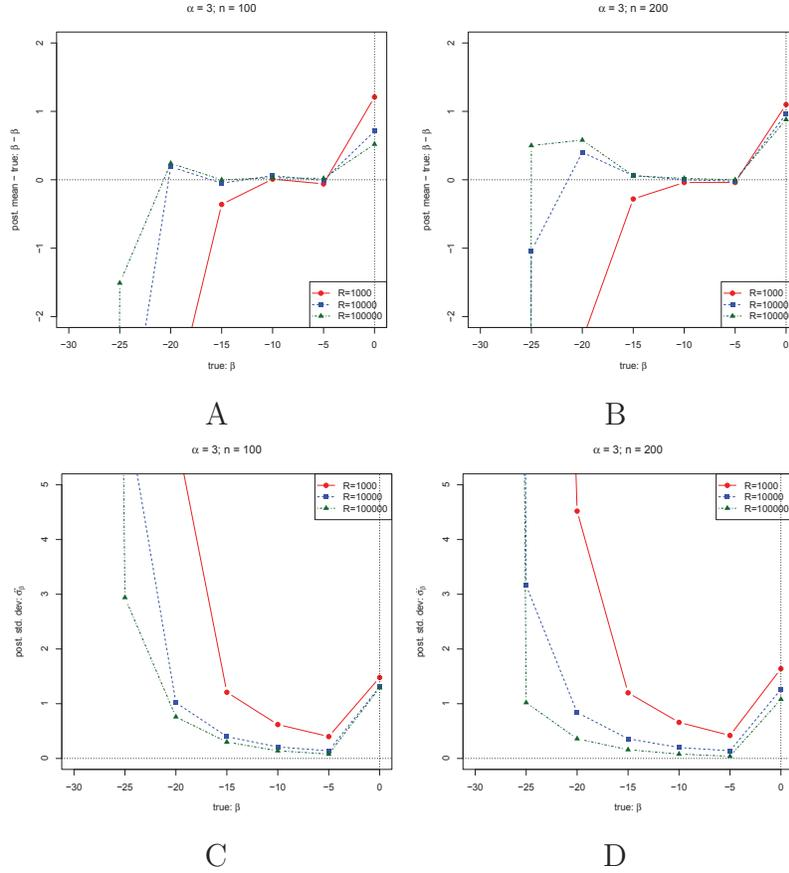 α = 3; n = 100
post. mean − true: β̂ − β
2
1
0
−1
−2
−30 −25 −20 −15 −10 −5 0
true: β
R=1000
R=10000
R=100000
A
α = 3; n = 200
post. mean − true: β̂ − β
2
1
0
−1
−2
−30 −25 −20 −15 −10 −5 0
true: β
R=1000
R=10000
R=100000
B
α = 3; n = 100
post. std. dev: σ̂β
5
4
3
2
1
0
−30 −25 −20 −15 −10 −5 0
true: β
R=1000
R=10000
R=100000
C
α = 3; n = 200
post. std. dev: σ̂β
5
4
3
2
1
0
−30 −25 −20 −15 −10 −5 0
true: β
R=1000
R=10000
R=100000
D